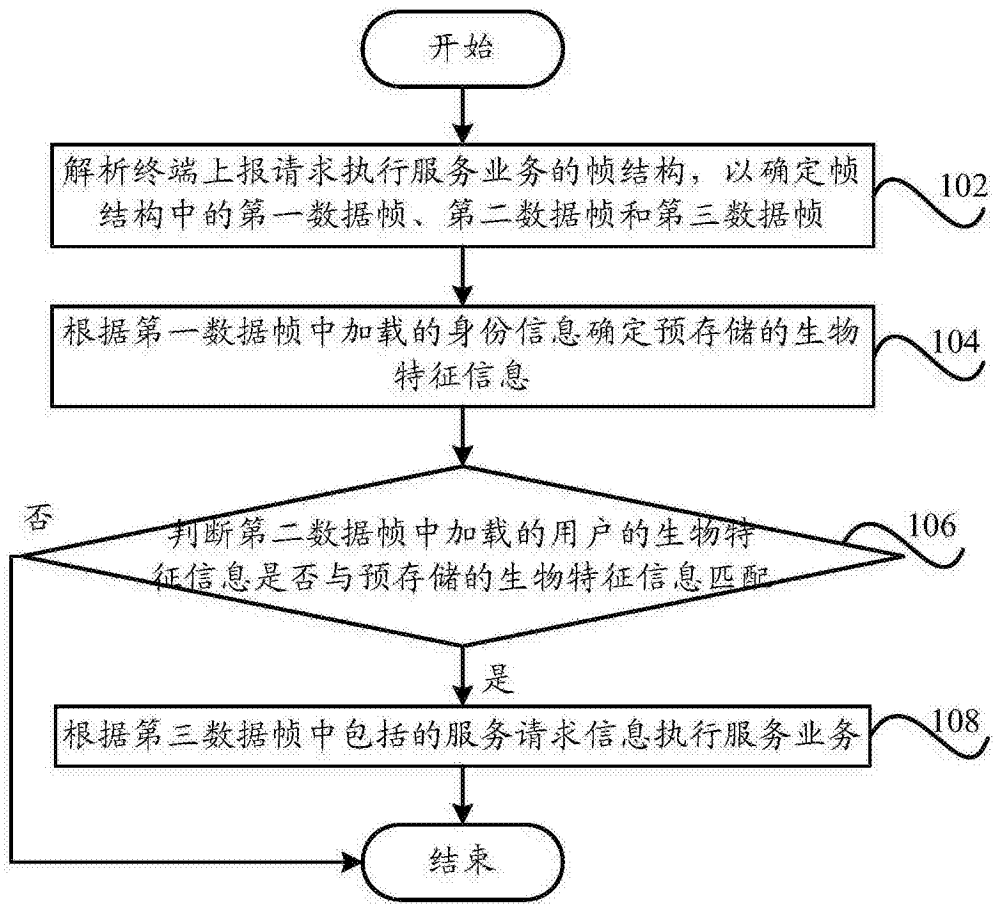 开始
解析终端上报请求执行服务业务的帧结构，以确定帧
结构中的第一数据帧、第二数据帧和第三数据帧
102
根据第一数据帧中加载的身份信息确定预存储的生物
特征信息
104
否
判断第二数据帧中加载的用户的生物特
征信息是否与预存储的生物特征信息匹配
106
是
根据第三数据帧中包括的服务请求信息执行服务业务
108
结束